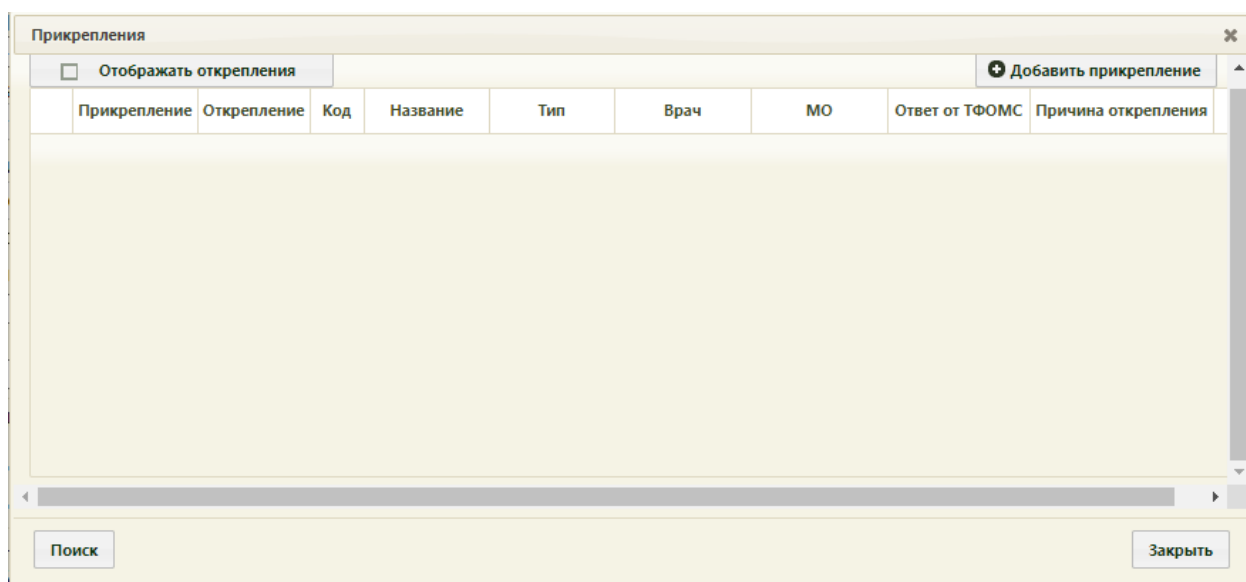 Прикрепления
Отображать открепления Добавить прикрепление
Прикрепление Открепление Код Название Тип Врач МО Ответ от ТФОМС Причина открепления
Поиск Закрыть